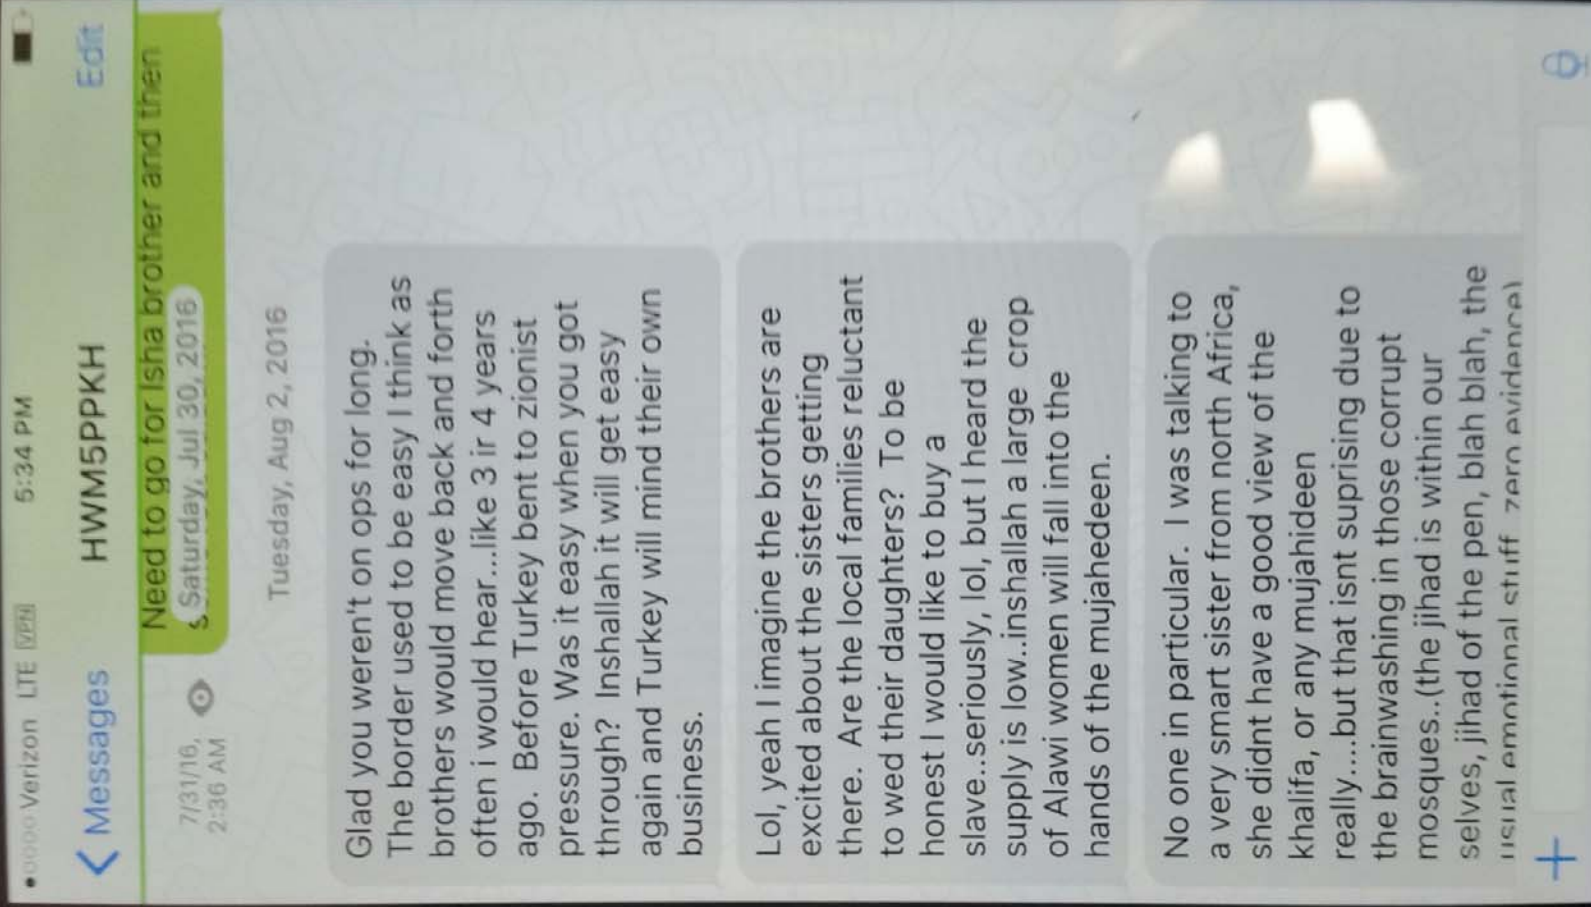 Verizon LTE VPN 5:34 PM
Messages HWM5PPKH Edit
Need to go for Isha brother and then
s
Saturday, Jul 30, 2016
7/31/16,
2:36 AM
Tuesday, Aug 2, 2016
Glad you weren't on ops for long.
The border used to be easy I think as
brothers would move back and forth
often i would hear...like 3 ir 4 years
ago. Before Turkey bent to zionist
pressure. Was it easy when you got
through? Inshallah it will get easy
again and Turkey will mind their own
business.
Lol, yeah I imagine the brothers are
excited about the sisters getting
there. Are the local families reluctant
to wed their daughters? To be
honest I would like to buy a
slave..seriously, lol, but I heard the
supply is low..inshallah a large crop
of Alawi women will fall into the
hands of the mujahedeen.
No one in particular. I was talking to
a very smart sister from north Africa,
she didnt have a good view of the
khalifa, or any mujahideen
really....but that isnt suprising due to
the brainwashing in those corrupt
mosques..(the jihad is within our
selves, jihad of the pen, blah blah, the
usual emotional stuff zero evidence)